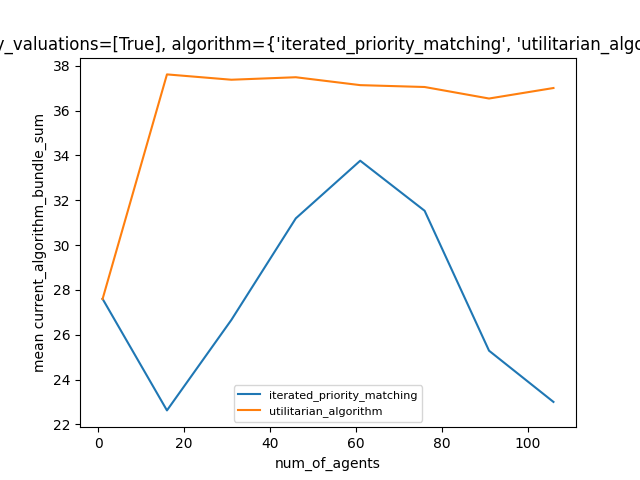 y_valuations=[True], algorithm={'iterated_priority_matching', 'utilitarian_algo
38
36
34
32
30
28
26
24
22
mean current_algorithm_bundle_sum
iterated_priority_matching
utilitarian_algorithm
0 20 40 60 80 100
num_of_agents